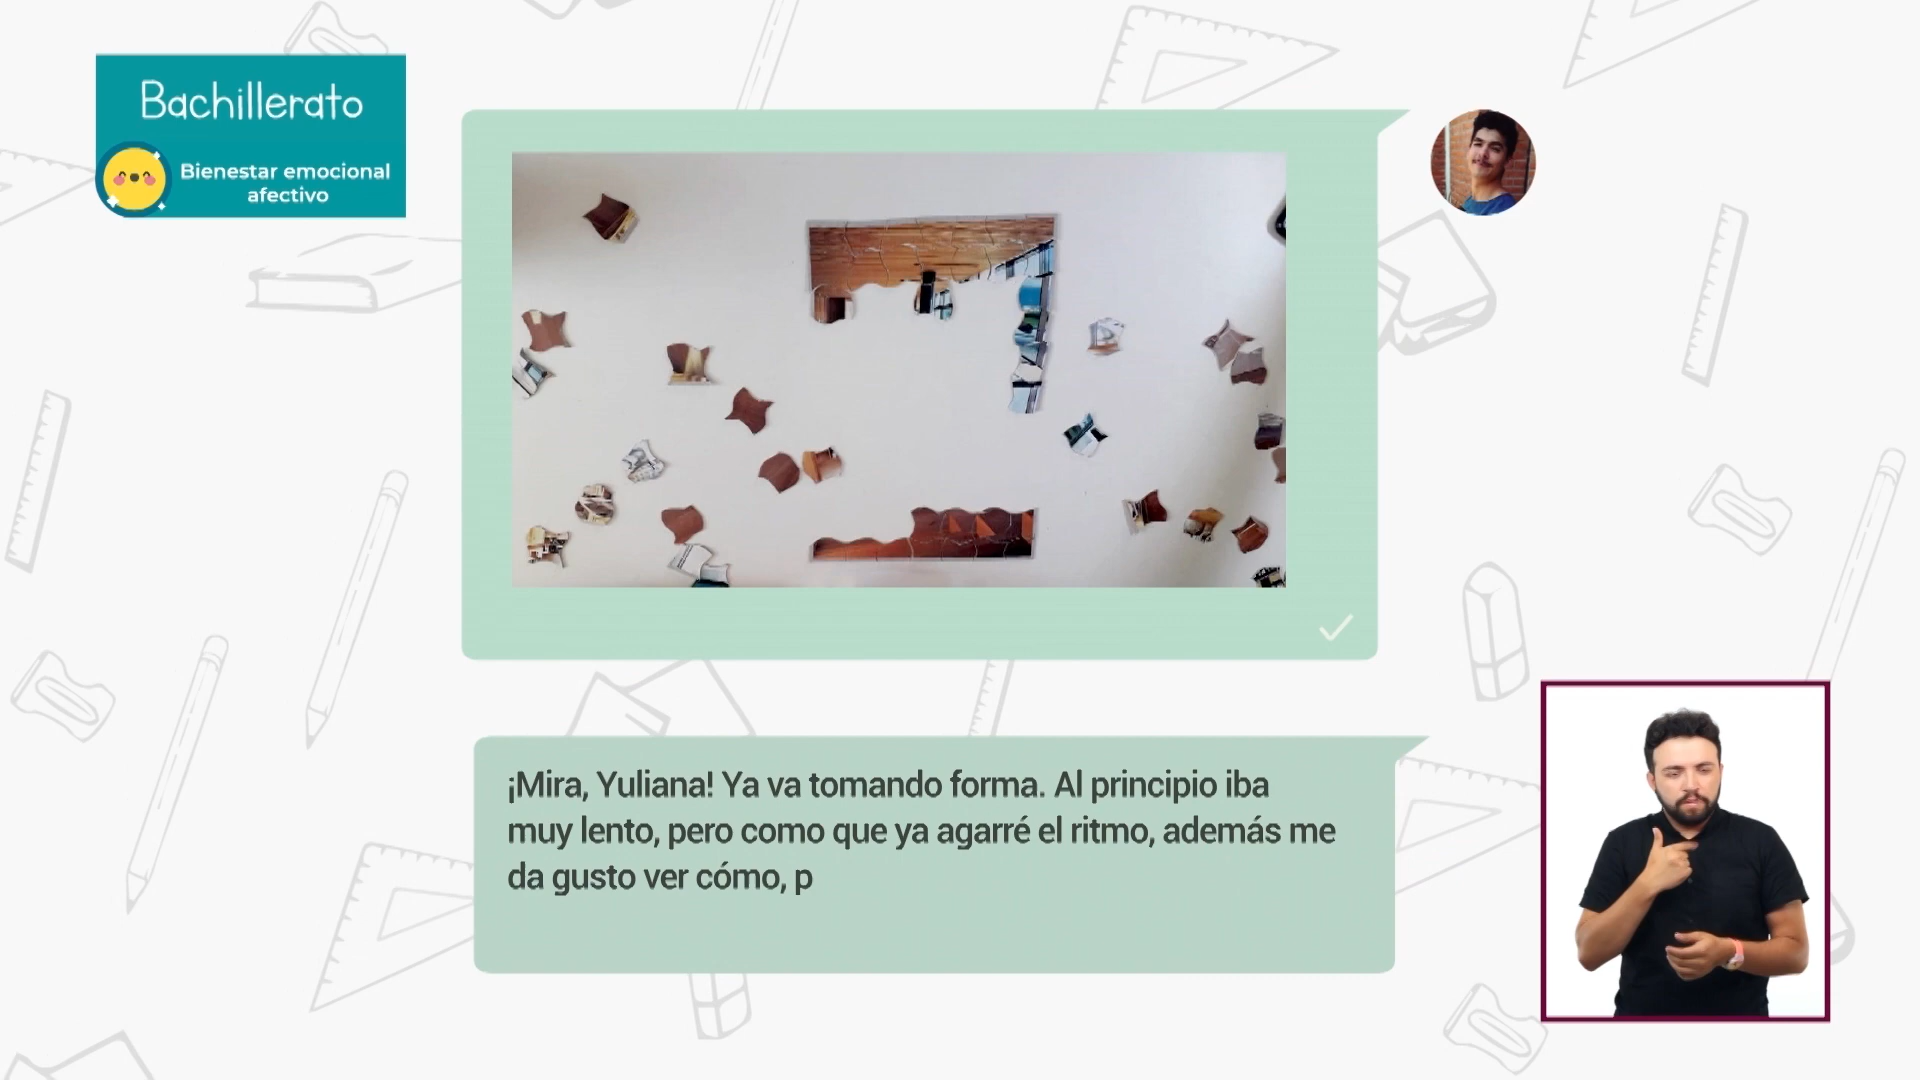 Bachillerato
Bienestar emocional
afectivo
¡Mira, Yuliana! Ya va tomando forma. Al principio iba
muy lento, pero como que ya agarré el ritmo, además me
da gusto ver cómo, p